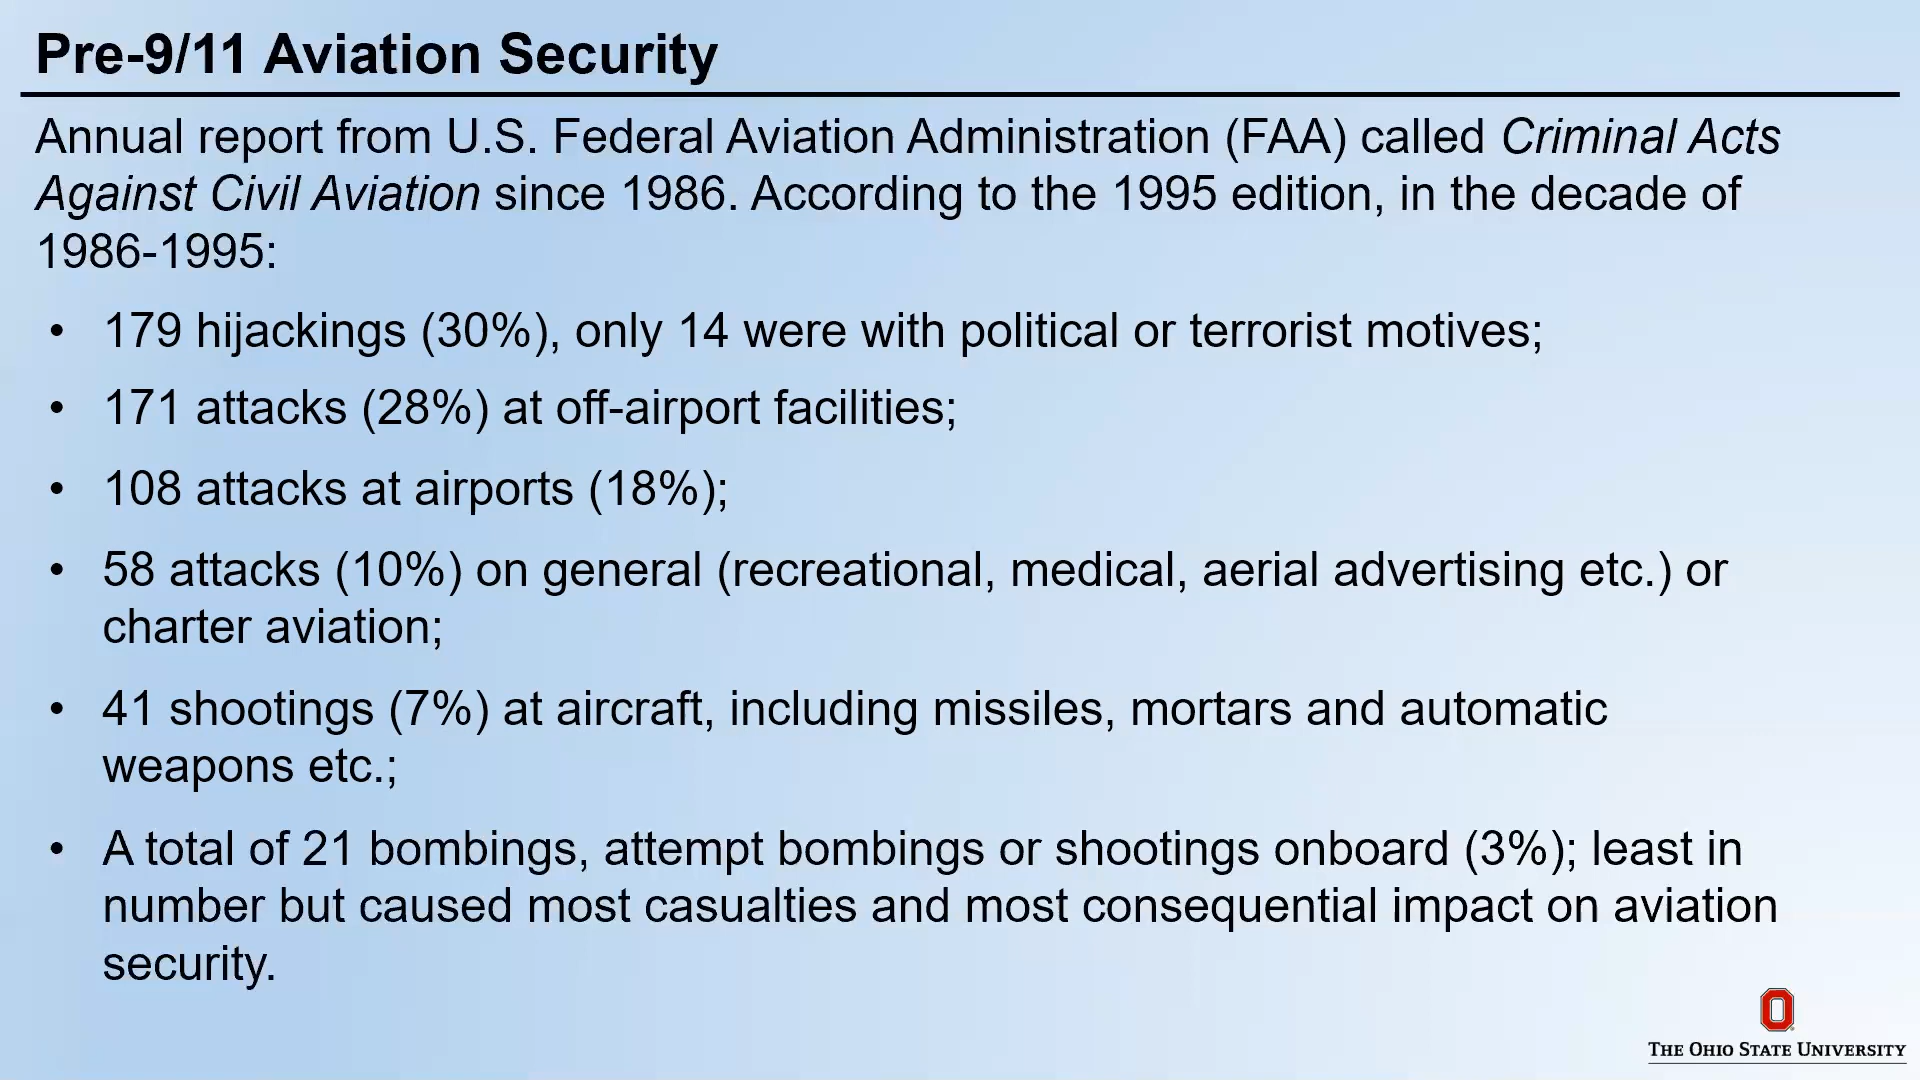 Pre-9/11 Aviation Security
Annual report from U.S. Federal Aviation Administration (FAA) called Criminal Acts
Against Civil Aviation since 1986. According to the 1995 edition, in the decade of
1986-1995:
• 179 hijackings (30%), only 14 were with political or terrorist motives;
• 171 attacks (28%) at off-airport facilities;
• 108 attacks at airports (18%);
• 58 attacks (10%) on general (recreational, medical, aerial advertising etc.) or
charter aviation;
• 41 shootings (7%) at aircraft, including missiles, mortars and automatic
weapons etc.;
• A total of 21 bombings, attempt bombings or shootings onboard (3%); least in
number but caused most casualties and most consequential impact on aviation
security.
THE OHIO STATE UNIVERSITY